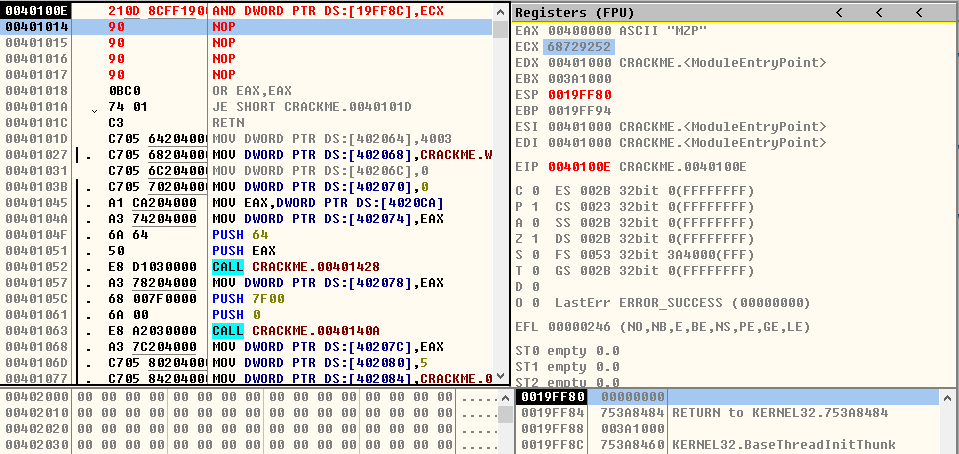 0040100E 210D 8CFF1900 AND DWORD PTR DS:[19FF8C],ECX
00401014 90 NOP
00401015 90 NOP
00401016 90 NOP
00401017 90 NOP
00401018 0BC0 OR EAX,EAX
0040101A 74 01 JE SHORT CRACKME.0040101D
0040101C C3 RETN
0040101D C705 64204000 MOV DWORD PTR DS:[402064],4003
00401027 . C705 68204000 MOV DWORD PTR DS:[402068],CRACKME.W
00401031 C705 6C204000 MOV DWORD PTR DS:[40206C],0
0040103B . C705 70204000 MOV DWORD PTR DS:[402070],0
00401045 . A1 CA204000 MOV EAX,DWORD PTR DS:[4020CA]
0040104A . A3 74204000 MOV DWORD PTR DS:[402074],EAX
0040104F . 6A 64 PUSH 64
00401051 . 50 PUSH EAX
00401052 . E8 D1030000 CALL CRACKME.00401428
00401057 . A3 78204000 MOV DWORD PTR DS:[402078],EAX
0040105C . 68 007F0000 PUSH 7F00
00401061 . 6A 00 PUSH 0
00401063 . E8 A2030000 CALL CRACKME.0040140A
00401068 . A3 7C204000 MOV DWORD PTR DS:[40207C],EAX
0040106D . C705 80204000 MOV DWORD PTR DS:[402080],5
00401077 . C705 84204000 MOV DWORD PTR DS:[402084],CRACKME.0
Registers (FPU) < < <
EAX 00400000 ASCII "MZP"
ECX 68729252
EDX 00401000 CRACKME.<ModuleEntryPoint>
EBX 003A1000
ESP 0019FF80
EBP 0019FF94
ESI 00401000 CRACKME.<ModuleEntryPoint>
EDI 00401000 CRACKME.<ModuleEntryPoint>
EIP 0040100E CRACKME.0040100E
C 0 ES 002B 32bit 0(FFFFFFFF)
P 1 CS 0023 32bit 0(FFFFFFFF)
A 0 SS 002B 32bit 0(FFFFFFFF)
Z 1 DS 002B 32bit 0(FFFFFFFF)
S 0 FS 0053 32bit 3A4000(FFF)
T 0 GS 002B 32bit 0(FFFFFFFF)
D 0
O 0 LastErr ERROR_SUCCESS (00000000)
EFL 00000246 (NO,NB,E,BE,NS,PE,GE,LE)
ST0 empty 0.0
ST1 empty 0.0
ST2 empty 0.0
00402000 00 00 00 00 00 00 00 00 00 00 00 00 00 00 00 00 .....
00402010 00 00 00 00 00 00 00 00 00 00 00 00 00 00 00 00 .....
00402020 00 00 00 00 00 00 00 00 00 00 00 00 00 00 00 00 .....
00402030 00 00 00 00 00 00 00 00 00 00 00 00 00 00 00 00 .....
0019FF80 00000000
0019FF84 753A8484 RETURN to KERNEL32.753A8484
0019FF88 003A1000
0019FF8C 753A8460 KERNEL32.BaseThreadInitThunk